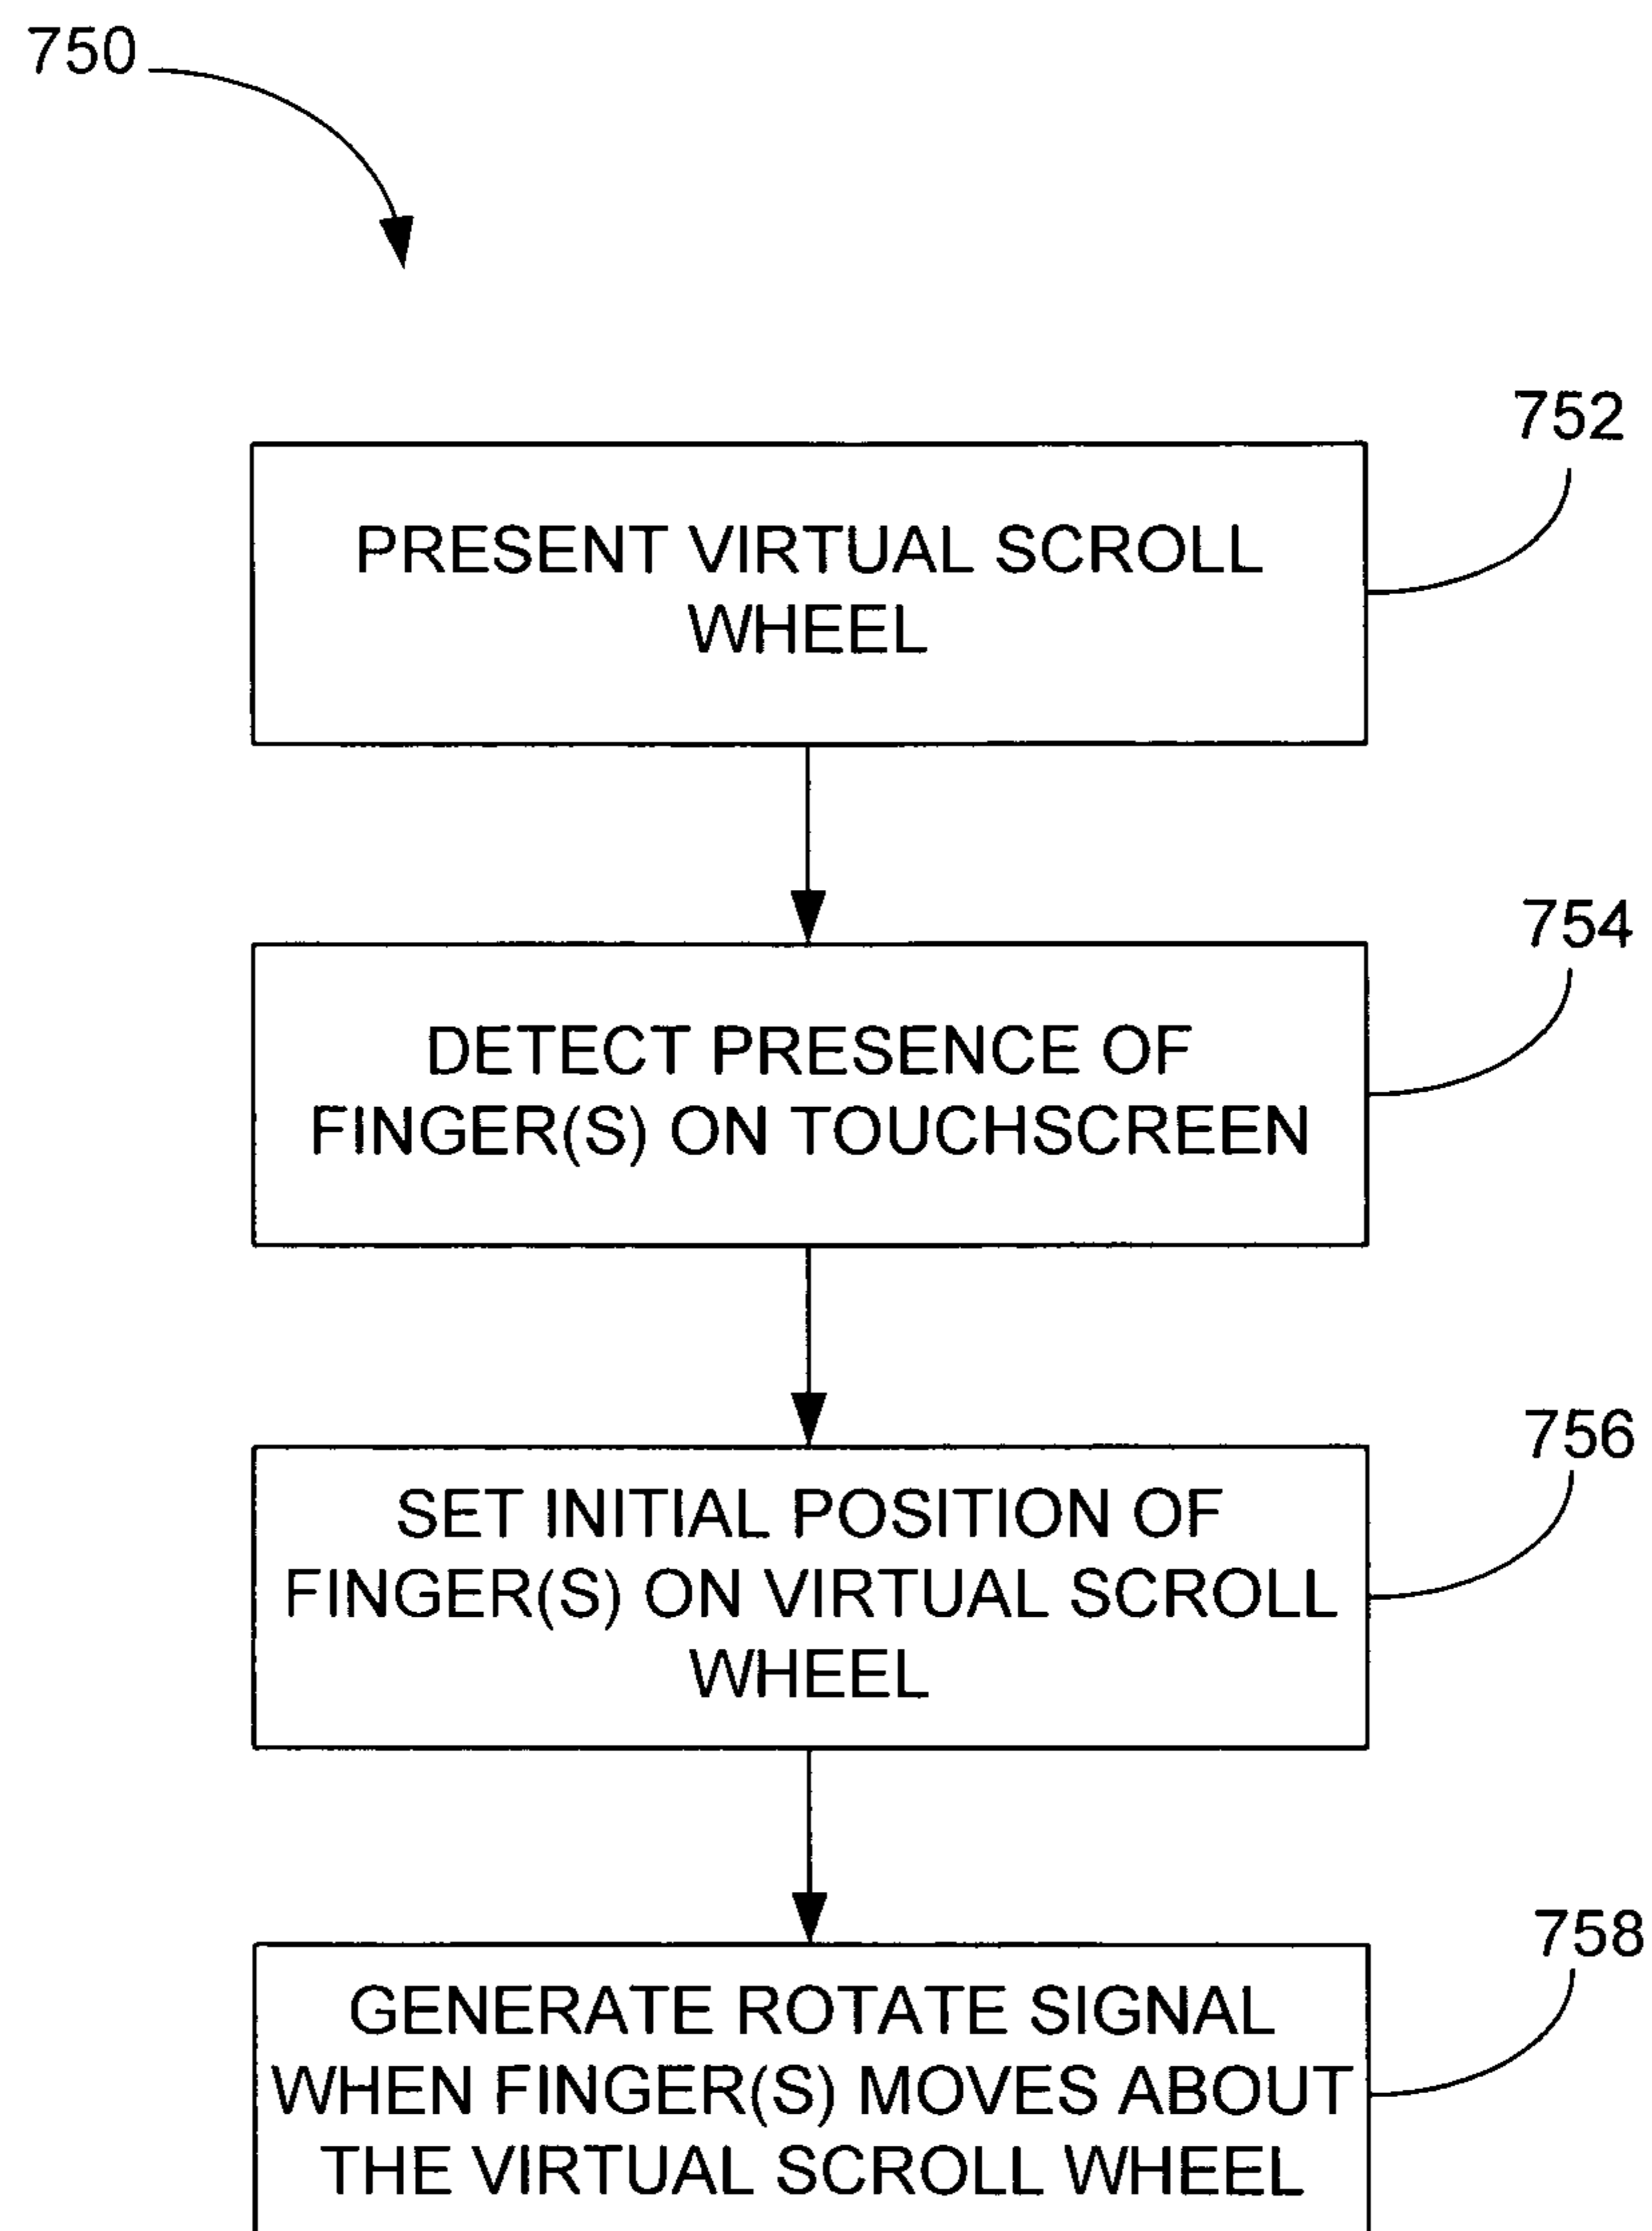 750
752
PRESENT VIRTUAL SCROLL
WHEEL
754
DETECT PRESENCE OF
FINGER(S) ON TOUCHSCREEN
756
SET INITIAL POSITION OF
FINGER(S) ON VIRTUAL SCROLL
WHEEL
758
GENERATE ROTATE SIGNAL
WHEN FINGER(S) MOVES ABOUT
THE VIRTUAL SCROLL WHEEL